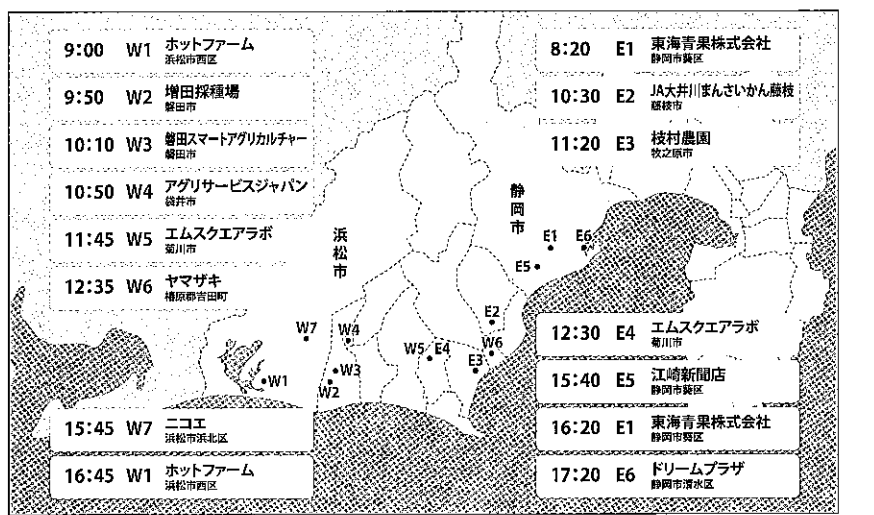 9:00 W1 ホットファーム
浜松市西区
9:50 W2 増田採種場
磐田市
10:10 W3 磐田スマートアグリカルチャー
磐田市
10:50 W4 アグリサービスジャパン
袋井市
11:45 W5 エムスクエアラボ
菊川市
12:35 W6 ヤマザキ
榛原郡吉田町
15:45 W7 ニコエ
浜松市浜北区
16:45 W1 ホットファーム
浜松市西区
8:20 E1 東海青果株式会社
静岡市葵区
10:30 E2 JA大井川まんさいかん藤枝
藤枝市
11:20 E3 枝村農園
牧之原市
12:30 E4 エムスクエアラボ
菊川市
15:40 E5 江崎新聞店
静岡市葵区
16:20 E1 東海青果株式会社
静岡市葵区
17:20 E6 ドリームプラザ
静岡市清水区
浜松市
静岡市
E1
E6
E5
E2
W7
W4
W5
E4
W6
E3
W3
W1
W2